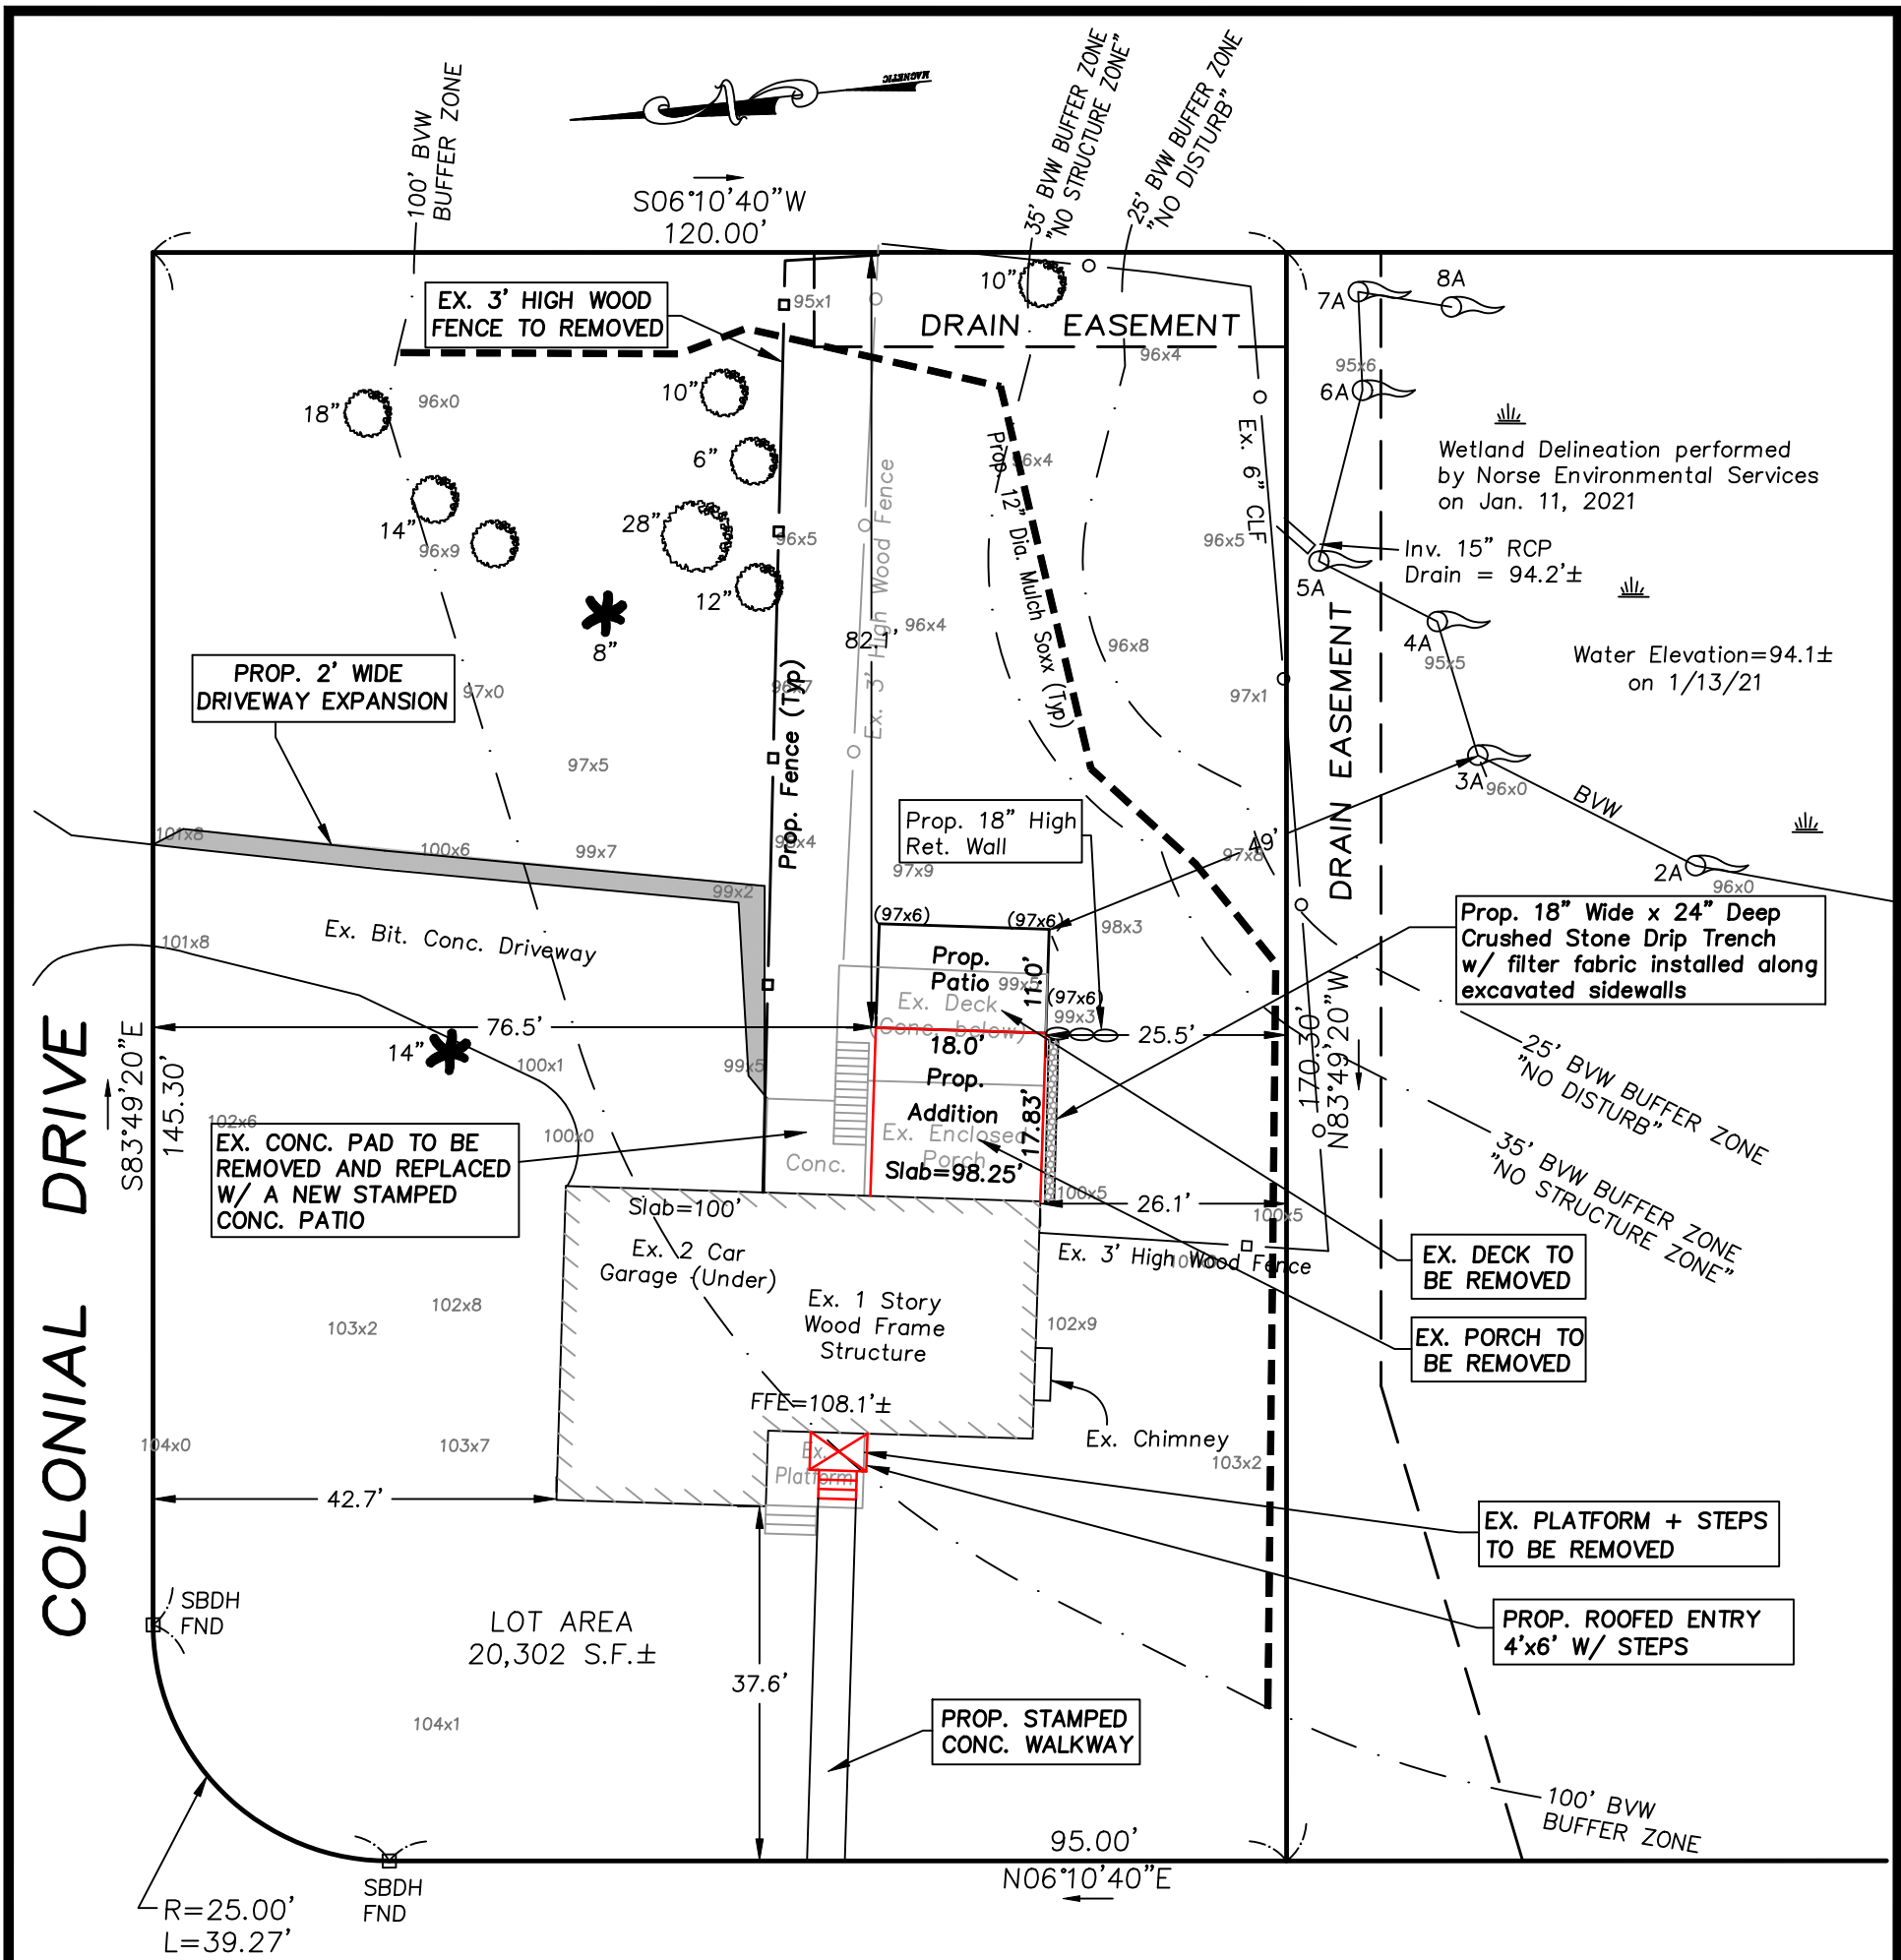 MAGNETIC
100' BVW
BUFFER ZONE
35' BVW BUFFER ZONE
"NO STRUCTURE ZONE"
25' BVW BUFFER ZONE
"NO DISTURB"
S06°10'40"W
120.00'
EX. 3' HIGH WOOD
FENCE TO REMOVED
95x1
10"
DRAIN EASEMENT
96x4
7A
8A
95x6
6A
18"
96x0
10"
6"
14"
96x9
28"
96x5
12"
8"
Ex. 3' High Wood Fence
96x4
96x4
Prop. 12" Dia. Mulch Soxx (Typ)
Ex. 6" CLF
96x5
96x8
Wetland Delineation performed
by Norse Environmental Services
on Jan. 11, 2021
Inv. 15" RCP
Drain = 94.2'±
5A
4A
95x5
Water Elevation=94.1±
on 1/13/21
82.1'
PROP. 2' WIDE
DRIVEWAY EXPANSION
97x0
96x7
Prop. Fence (Typ)
97x1
DRAIN EASEMENT
97x5
3A
96x0
BVW
2A
96x0
101x8
100x6
99x7
98x4
99x2
Prop. 18" High
Ret. Wall
97x9
49'
97x8
Prop. 18" Wide x 24" Deep
Crushed Stone Drip Trench
w/ filter fabric installed along
excavated sidewalls
101x8
Ex. Bit. Conc. Driveway
(97x6)
(97x6)
98x3
Prop.
Patio
99x5
11.0'
Ex. Deck
(Conc. below)
(97x6)
99x3
COLONIAL DRIVE
S83°49'20"E
145.30'
76.5'
14"
100x1
99x5
18.0'
Prop.
Addition
17.83'
Ex. Enclosed
Porch
Slab=98.25'
25.5'
170.30'
N83°49'20"W
25' BVW BUFFER ZONE
"NO DISTURB"
35' BVW BUFFER ZONE
"NO STRUCTURE ZONE"
102x6
100x0
EX. CONC. PAD TO BE
REMOVED AND REPLACED
W/ A NEW STAMPED
CONC. PATIO
Conc.
100x5
26.1'
100x5
Slab=100'
Ex. 2 Car
Garage (Under)
Ex. 3' High Wood Fence
EX. DECK TO
BE REMOVED
102x8
103x2
Ex. 1 Story
Wood Frame
Structure
102x9
EX. PORCH TO
BE REMOVED
FFE=108.1'±
104x0
103x7
Ex.
Platform
Ex. Chimney
103x2
42.7'
EX. PLATFORM + STEPS
TO BE REMOVED
SBDH
FND
LOT AREA
20,302 S.F.±
PROP. ROOFED ENTRY
4'x6' W/ STEPS
37.6'
104x1
PROP. STAMPED
CONC. WALKWAY
100' BVW
BUFFER ZONE
95.00'
N06°10'40"E
SBDH
FND
R=25.00'
L=39.27'